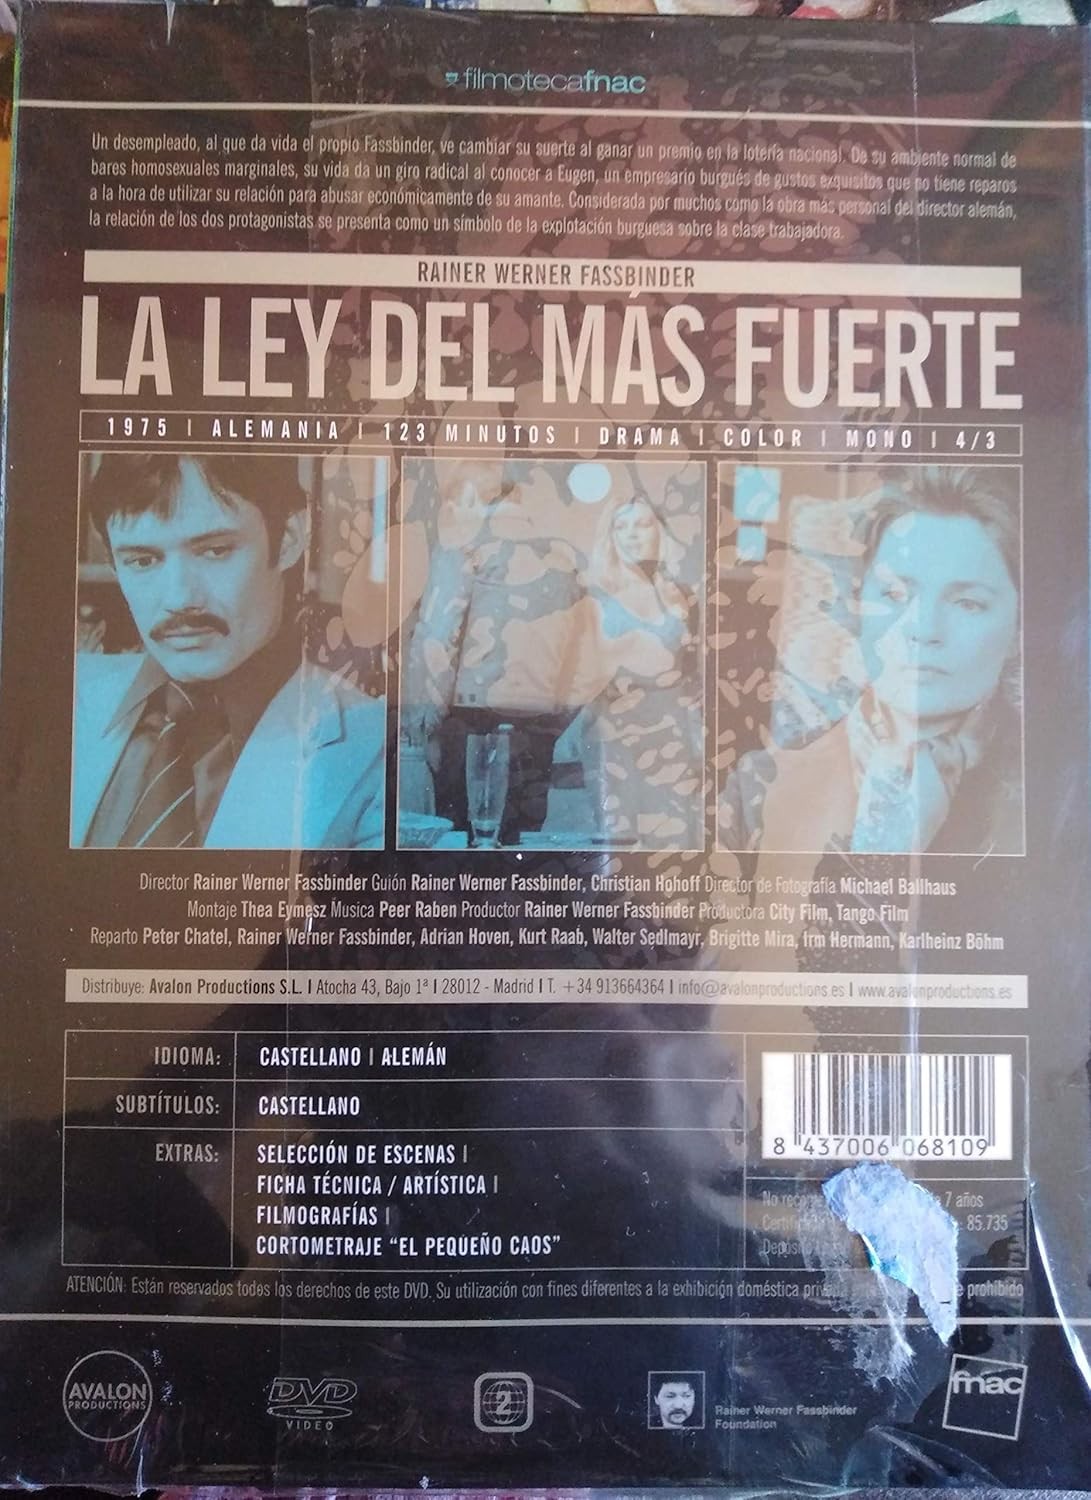 filmotecafnac
Un desempleado, al que da vida el propio Fassbinder, ve cambiar su suerte al ganar un premio en la lotería nacional. De su ambiente normal de
bares homosexuales marginales, su vida da un giro radical al conocer a Eugen, un empresario burgués de gustos exquisitos que no tiene reparos
a la hora de utilizar su relación para abusar económicamente de su amante. Considerada por muchos como la obra más personal del director alemán,
la relación de los dos protagonistas se presenta como un símbolo de la explotación burguesa sobre la clase trabajadora.
RAINER WERNER FASSBINDER
LA LEY DEL MÁS FUERTE
1975 | ALEMANIA | 123 MINUTOS | DRAMA | COLOR | MONO | 4/3
Director Rainer Werner Fassbinder Guión Rainer Werner Fassbinder, Christian Hohoff Director de Fotografía Michael Ballhaus
Montaje Thea Eymesz Música Peer Raben Productor Rainer Werner Fassbinder Productora City Film, Tango Film
Reparto Peter Chatel, Rainer Werner Fassbinder, Adrian Hoven, Kurt Raab, Walter Sedlmayr, Brigitte Mira, Irm Hermann, Karlheinz Böhm
Distribuye: Avalon Productions S.L. | Atocha 43, Bajo 1ª | 28012 - Madrid | T. +34 913664364 | info@avalonproductions.es | www.avalonproductions.es
IDIOMA: CASTELLANO | ALEMÁN
SUBTÍTULOS: CASTELLANO
EXTRAS: SELECCIÓN DE ESCENAS |
FICHA TÉCNICA / ARTÍSTICA |
FILMOGRAFÍAS |
CORTOMETRAJE “EL PEQUEÑO CAOS”
8 437006 068109
No 7 años
85.735
ATENCIÓN: Están reservados todos los derechos de este DVD. Su utilización con fines diferentes a la exhibición doméstica prohibido
AVALON
PRODUCTIONS
DVD
VIDEO
2
Rainer Werner Fassbinder
Foundation
fnac